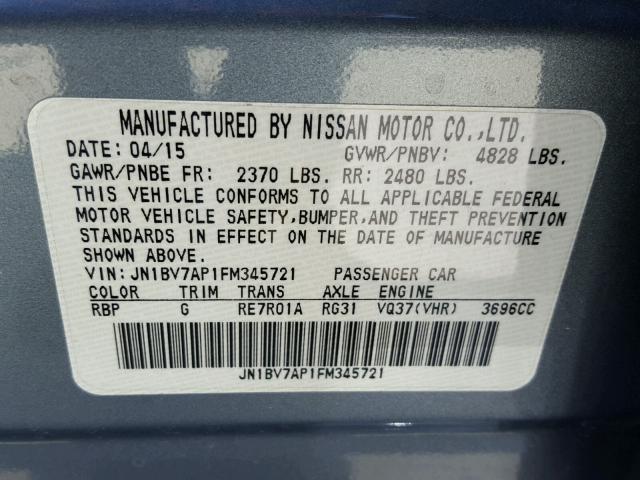 MANUFACTURED BY NISSAN MOTOR CO.,LTD.
DATE: 04/15 GVWR/PNBV: 4828 LBS.
GAWR/PNBE FR: 2370 LBS. RR: 2480 LBS.
THIS VEHICLE CONFORMS TO ALL APPLICABLE FEDERAL
MOTOR VEHICLE SAFETY,BUMPER,AND THEFT PREVENTION
STANDARDS IN EFFECT ON THE DATE OF MANUFACTURE
SHOWN ABOVE.
VIN: JN1BV7AP1FM345721 PASSENGER CAR
COLOR TRIM TRANS AXLE ENGINE
RBP G RE7R01A RG31 VQ37(VHR) 3696CC
JN1BV7AP1FM345721